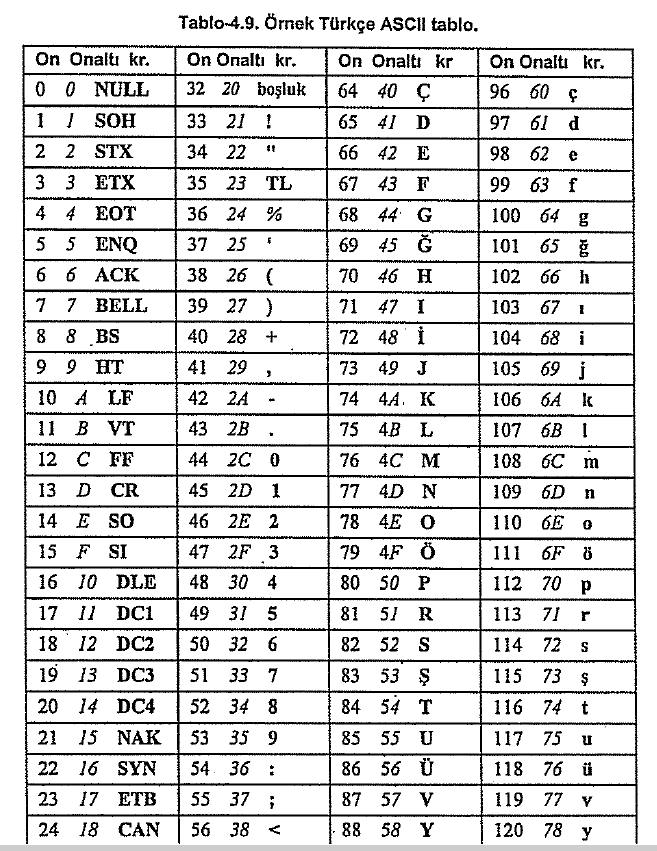 Tablo-4.9. Örnek Türkçe ASCII tablo.
On Onaltı kr. On Onaltı kr. On Onaltı kr On Onaltı kr.
0 0 NULL 32 20 boşluk 64 40 Ç 96 60 ç
1 1 SOH 33 21 ! 65 41 D 97 61 d
2 2 STX 34 22 " 66 42 E 98 62 e
3 3 ETX 35 23 TL 67 43 F 99 63 f
4 4 EOT 36 24 % 68 44 G 100 64 g
5 5 ENQ 37 25 ' 69 45 Ğ 101 65 ğ
6 6 ACK 38 26 ( 70 46 H 102 66 h
7 7 BELL 39 27 ) 71 47 I 103 67 ı
8 8 BS 40 28 + 72 48 İ 104 68 i
9 9 HT 41 29 , 73 49 J 105 69 j
10 A LF 42 2A - 74 4A K 106 6A k
11 B VT 43 2B . 75 4B L 107 6B l
12 C FF 44 2C 0 76 4C M 108 6C m
13 D CR 45 2D 1 77 4D N 109 6D n
14 E SO 46 2E 2 78 4E O 110 6E o
15 F SI 47 2F 3 79 4F Ö 111 6F ö
16 10 DLE 48 30 4 80 50 P 112 70 p
17 11 DC1 49 31 5 81 51 R 113 71 r
18 12 DC2 50 32 6 82 52 S 114 72 s
19 13 DC3 51 33 7 83 53 Ş 115 73 ş
20 14 DC4 52 34 8 84 54 T 116 74 t
21 15 NAK 53 35 9 85 55 U 117 75 u
22 16 SYN 54 36 : 86 56 Ü 118 76 ü
23 17 ETB 55 37 ; 87 57 V 119 77 v
24 18 CAN 56 38 < 88 58 Y 120 78 y